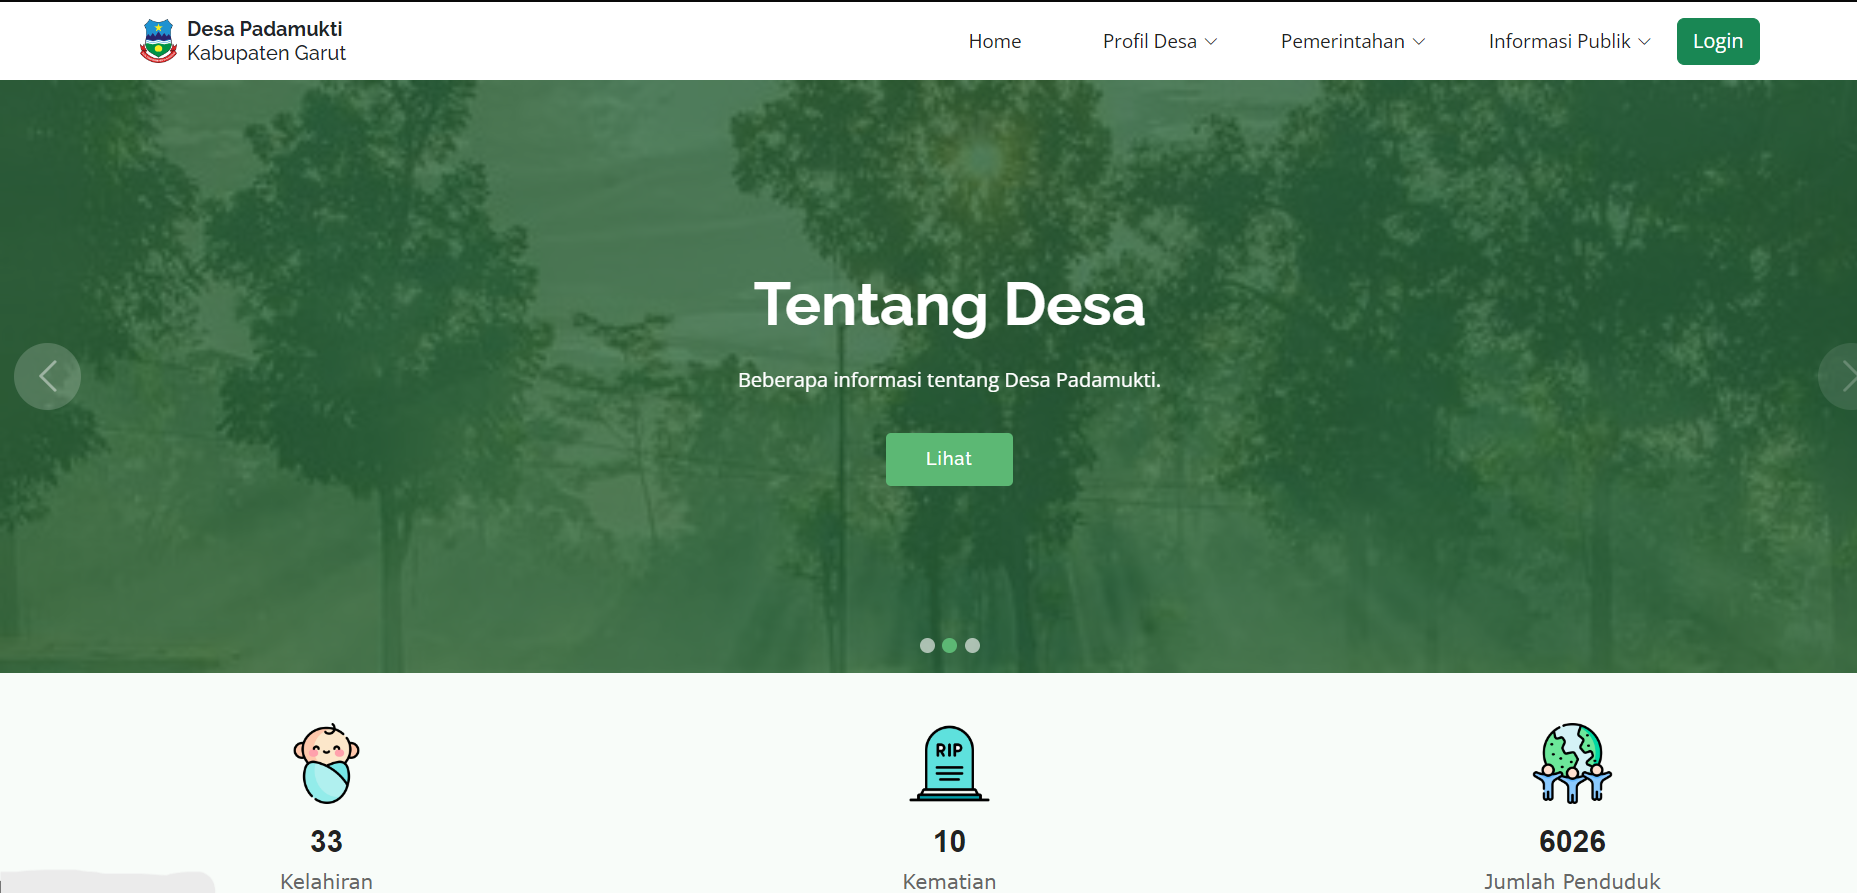 Desa Padamukti
Kabupaten Garut
Home
Profil Desa
Pemerintahan
Informasi Publik
Login
Tentang Desa
Beberapa informasi tentang Desa Padamukti.
Lihat
RIP
33
10
6026
Kelahiran
Kematian
Jumlah Penduduk